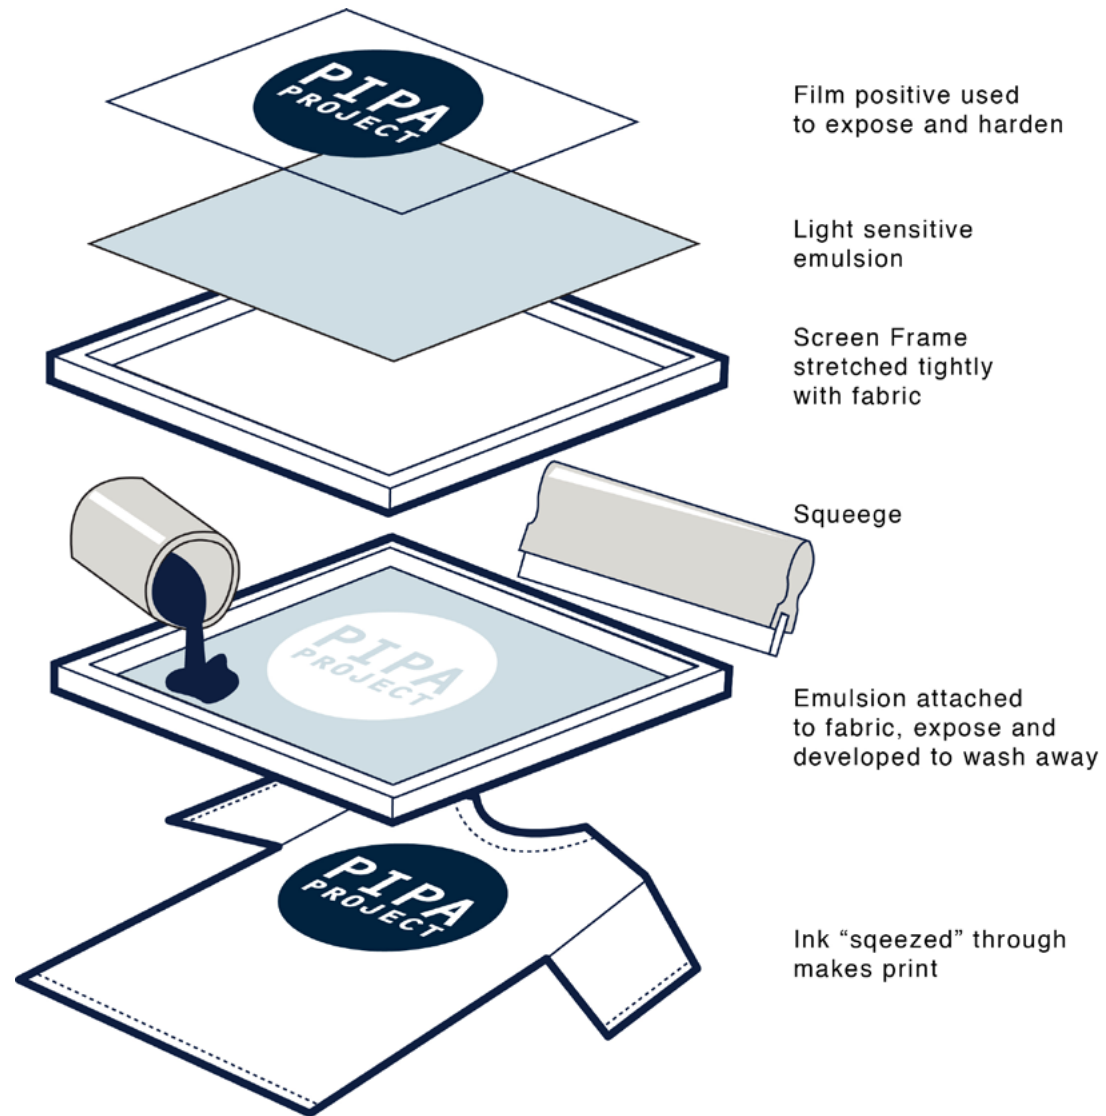 PIPA
PROJECT
Film positive used
to expose and harden
Light sensitive
emulsion
Screen Frame
stretched tightly
with fabric
Squeege
PIPA
PROJECT
Emulsion attached
to fabric, expose and
developed to wash away
PIPA
PROJECT
Ink “sqeezed” through
makes print